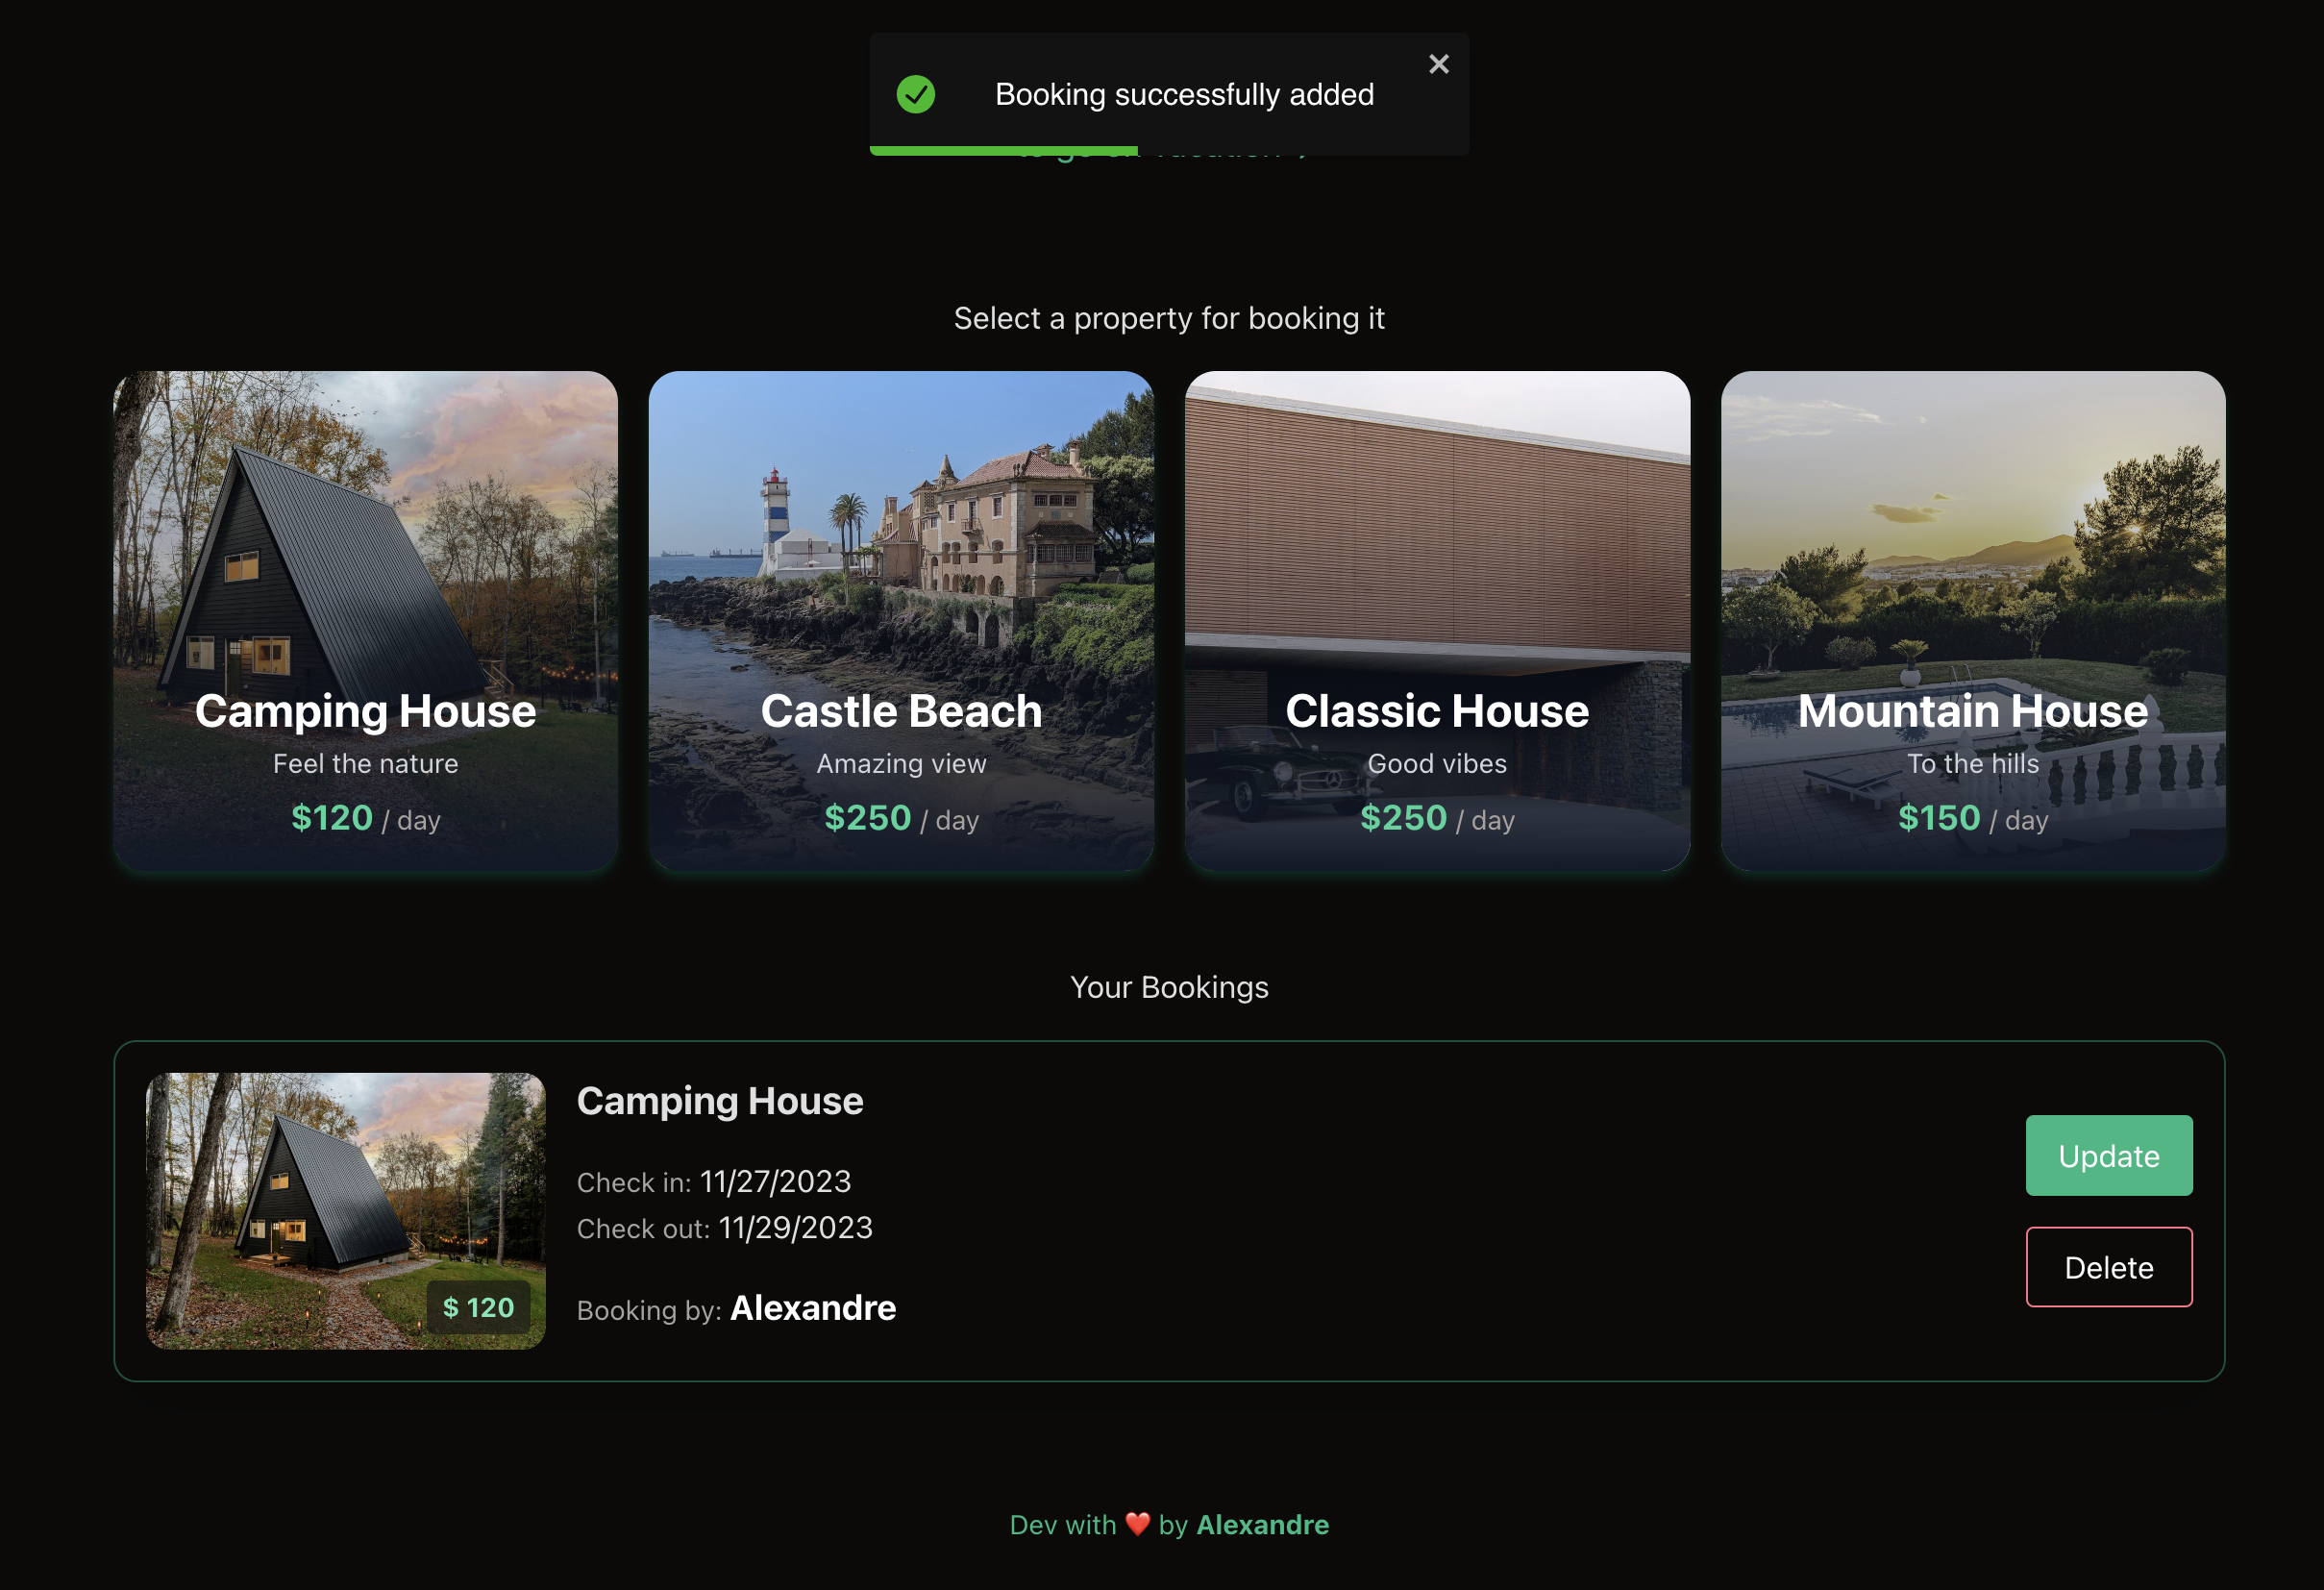 Booking successfully added
Select a property for booking it
Camping House
Feel the nature
$120 / day
Castle Beach
Amazing view
$250 / day
Classic House
Good vibes
$250 / day
Mountain House
To the hills
$150 / day
Your Bookings
$ 120
Camping House
Check in: 11/27/2023
Check out: 11/29/2023
Booking by: Alexandre
Update
Delete
Dev with ❤️ by Alexandre